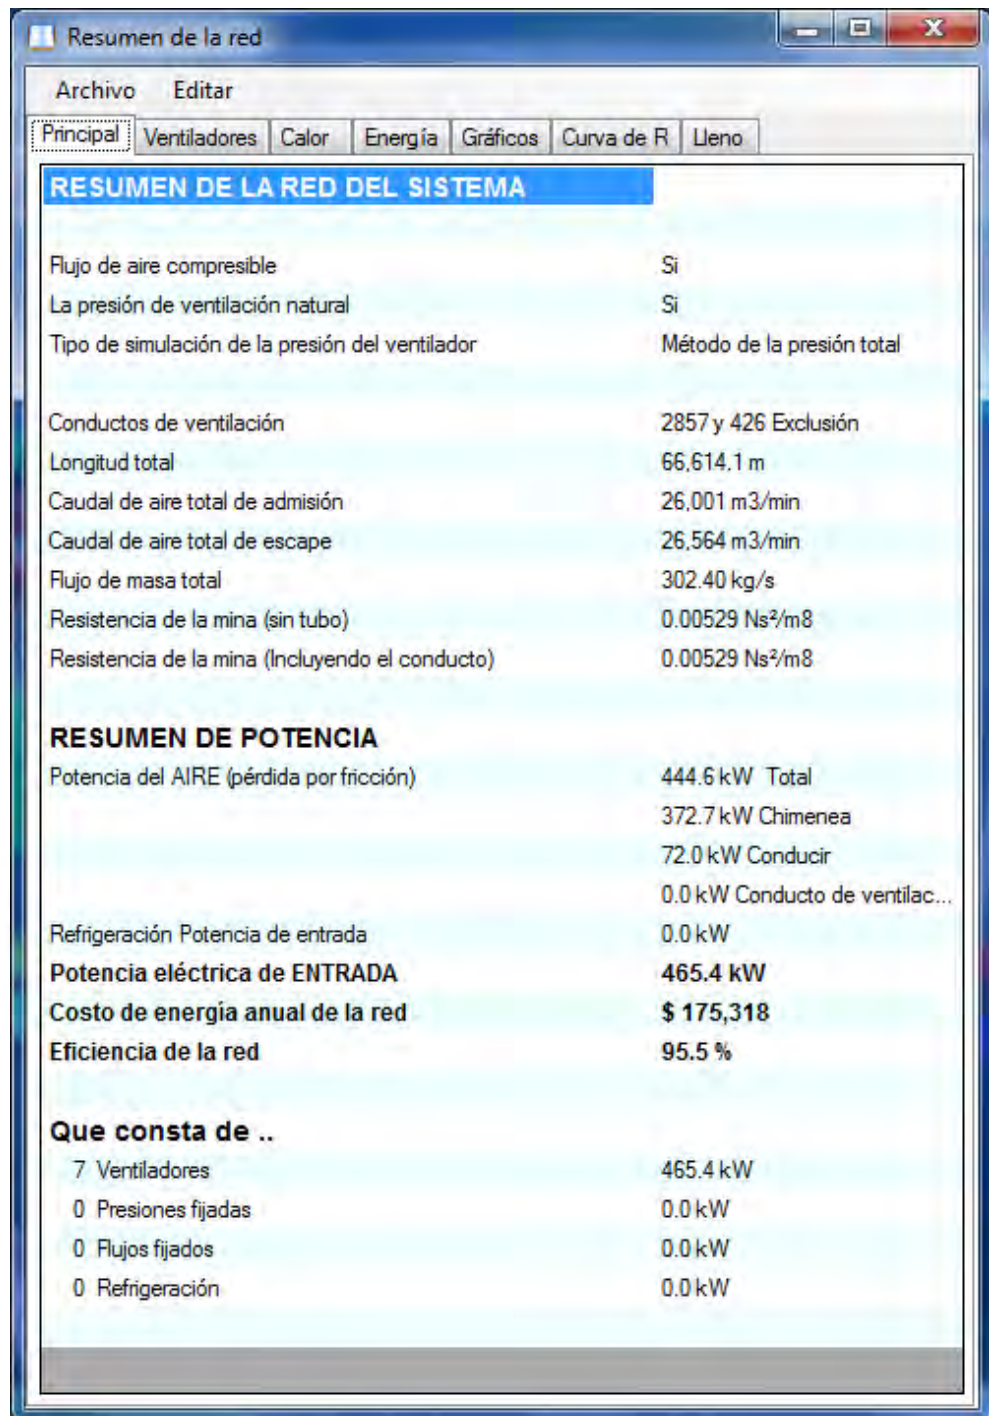 Resumen de la red
Archivo Editar
Principal Ventiladores Calor Energía Gráficos Curva de R Lleno
RESUMEN DE LA RED DEL SISTEMA
Flujo de aire compresible Si
La presión de ventilación natural Si
Tipo de simulación de la presión del ventilador Método de la presión total
Conductos de ventilación 2857 y 426 Exclusión
Longitud total 66,614.1 m
Caudal de aire total de admisión 26,001 m3/min
Caudal de aire total de escape 26,564 m3/min
Flujo de masa total 302.40 kg/s
Resistencia de la mina (sin tubo) 0.00529 Ns²/m8
Resistencia de la mina (Incluyendo el conducto) 0.00529 Ns²/m8
RESUMEN DE POTENCIA
Potencia del AIRE (pérdida por fricción) 444.6 kW Total
372.7 kW Chimenea
72.0 kW Conducir
0.0 kW Conducto de ventilac...
Refrigeración Potencia de entrada 0.0 kW
Potencia eléctrica de ENTRADA 465.4 kW
Costo de energía anual de la red $ 175,318
Eficiencia de la red 95.5 %
Que consta de ..
7 Ventiladores 465.4 kW
0 Presiones fijadas 0.0 kW
0 Flujos fijados 0.0 kW
0 Refrigeración 0.0 kW